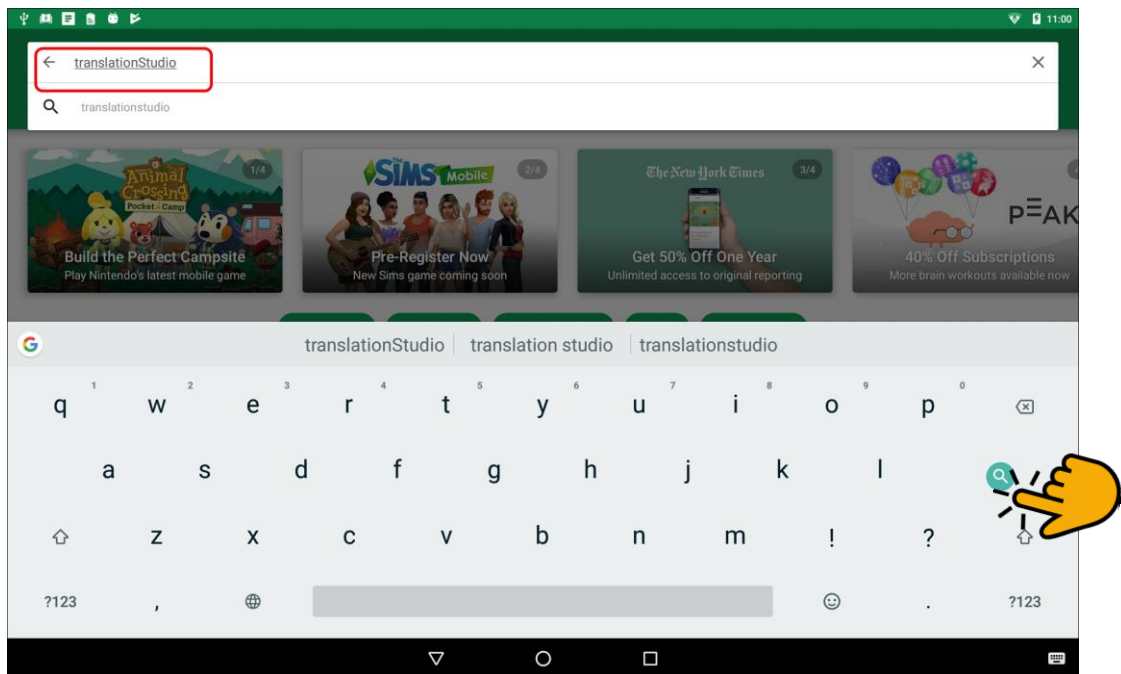 11:00
translationStudio
translationstudio
Animal Crossing Pocket Camp
1/4
Build the Perfect Campsite
Play Nintendo's latest mobile game
The SIMS Mobile
2/4
Pre-Register Now
New Sims game coming soon
The New York Times
3/4
Get 50% Off One Year
Unlimited access to original reporting
PEAK
40% Off Subscriptions
More brain workouts available now
G
translationStudio translation studio translationstudio
1 2 3 4 5 6 7 8 9 0
q w e r t y u i o p
a s d f g h j k l
z x c v b n m ! ?
?123 , . ?123